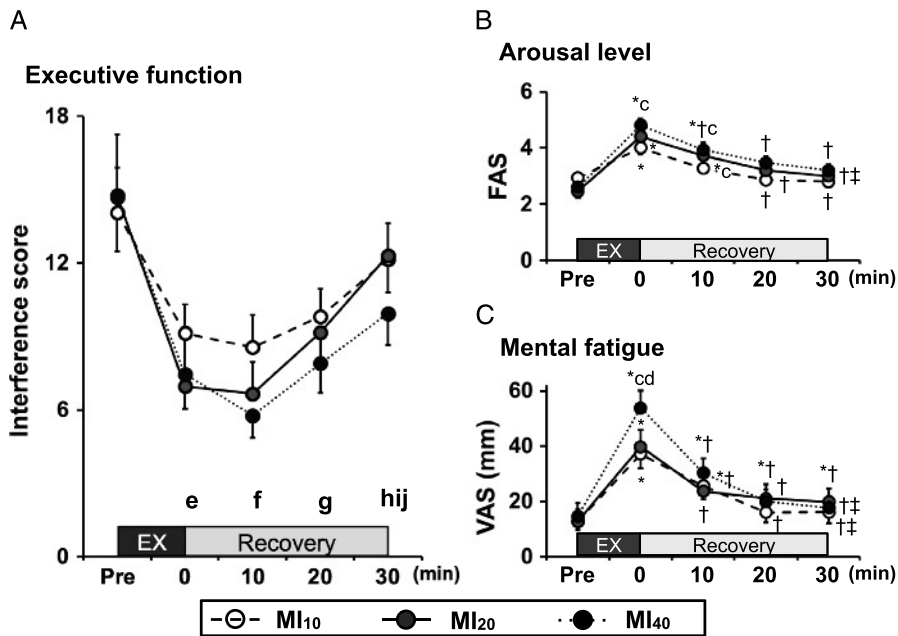 A
Executive function
18
12
6
0
Interference score
e f g hij
EX Recovery
Pre 0 10 20 30 (min)
B
Arousal level
6
4
2
0
FAS
*c
*†c
†
†
*
*c
†
†‡
*
†
†
EX Recovery
Pre 0 10 20 30 (min)
C
Mental fatigue
60
40
20
0
VAS (mm)
*cd
*
*†
*†
*†
*‡
†
†‡
*
†
†
†‡
EX Recovery
Pre 0 10 20 30 (min)
MI10 MI20 MI40